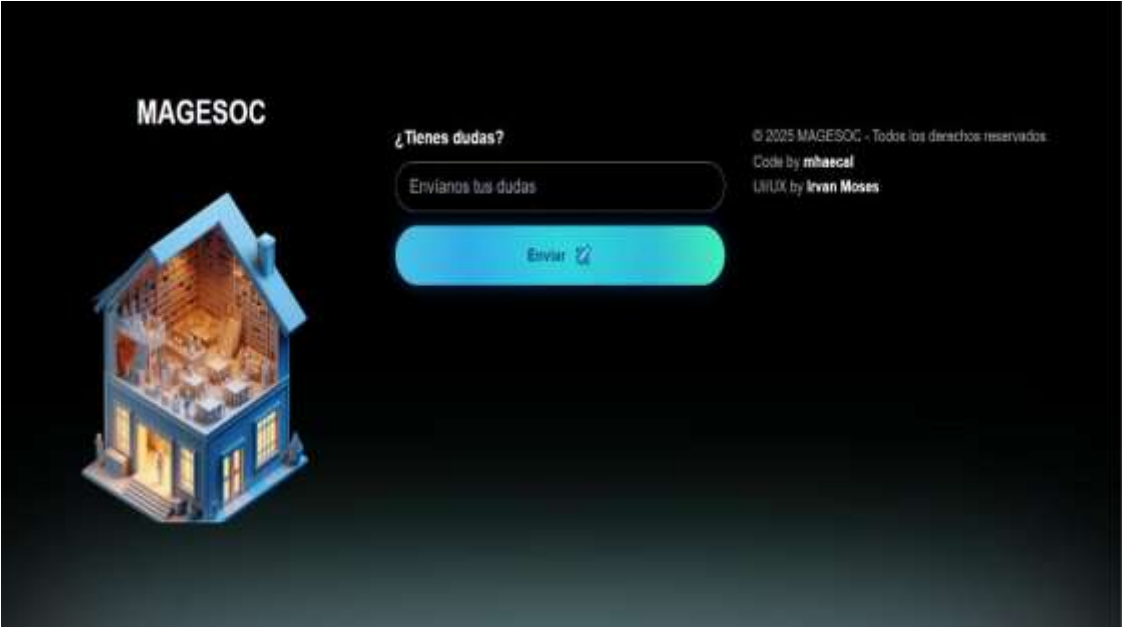 MAGESOC
¿Tienes dudas?
Envíanos tus dudas
Enviar
© 2025 MAGESOC - Todos los derechos reservados.
Code by mhaecal
UI/UX by Irvan Moses